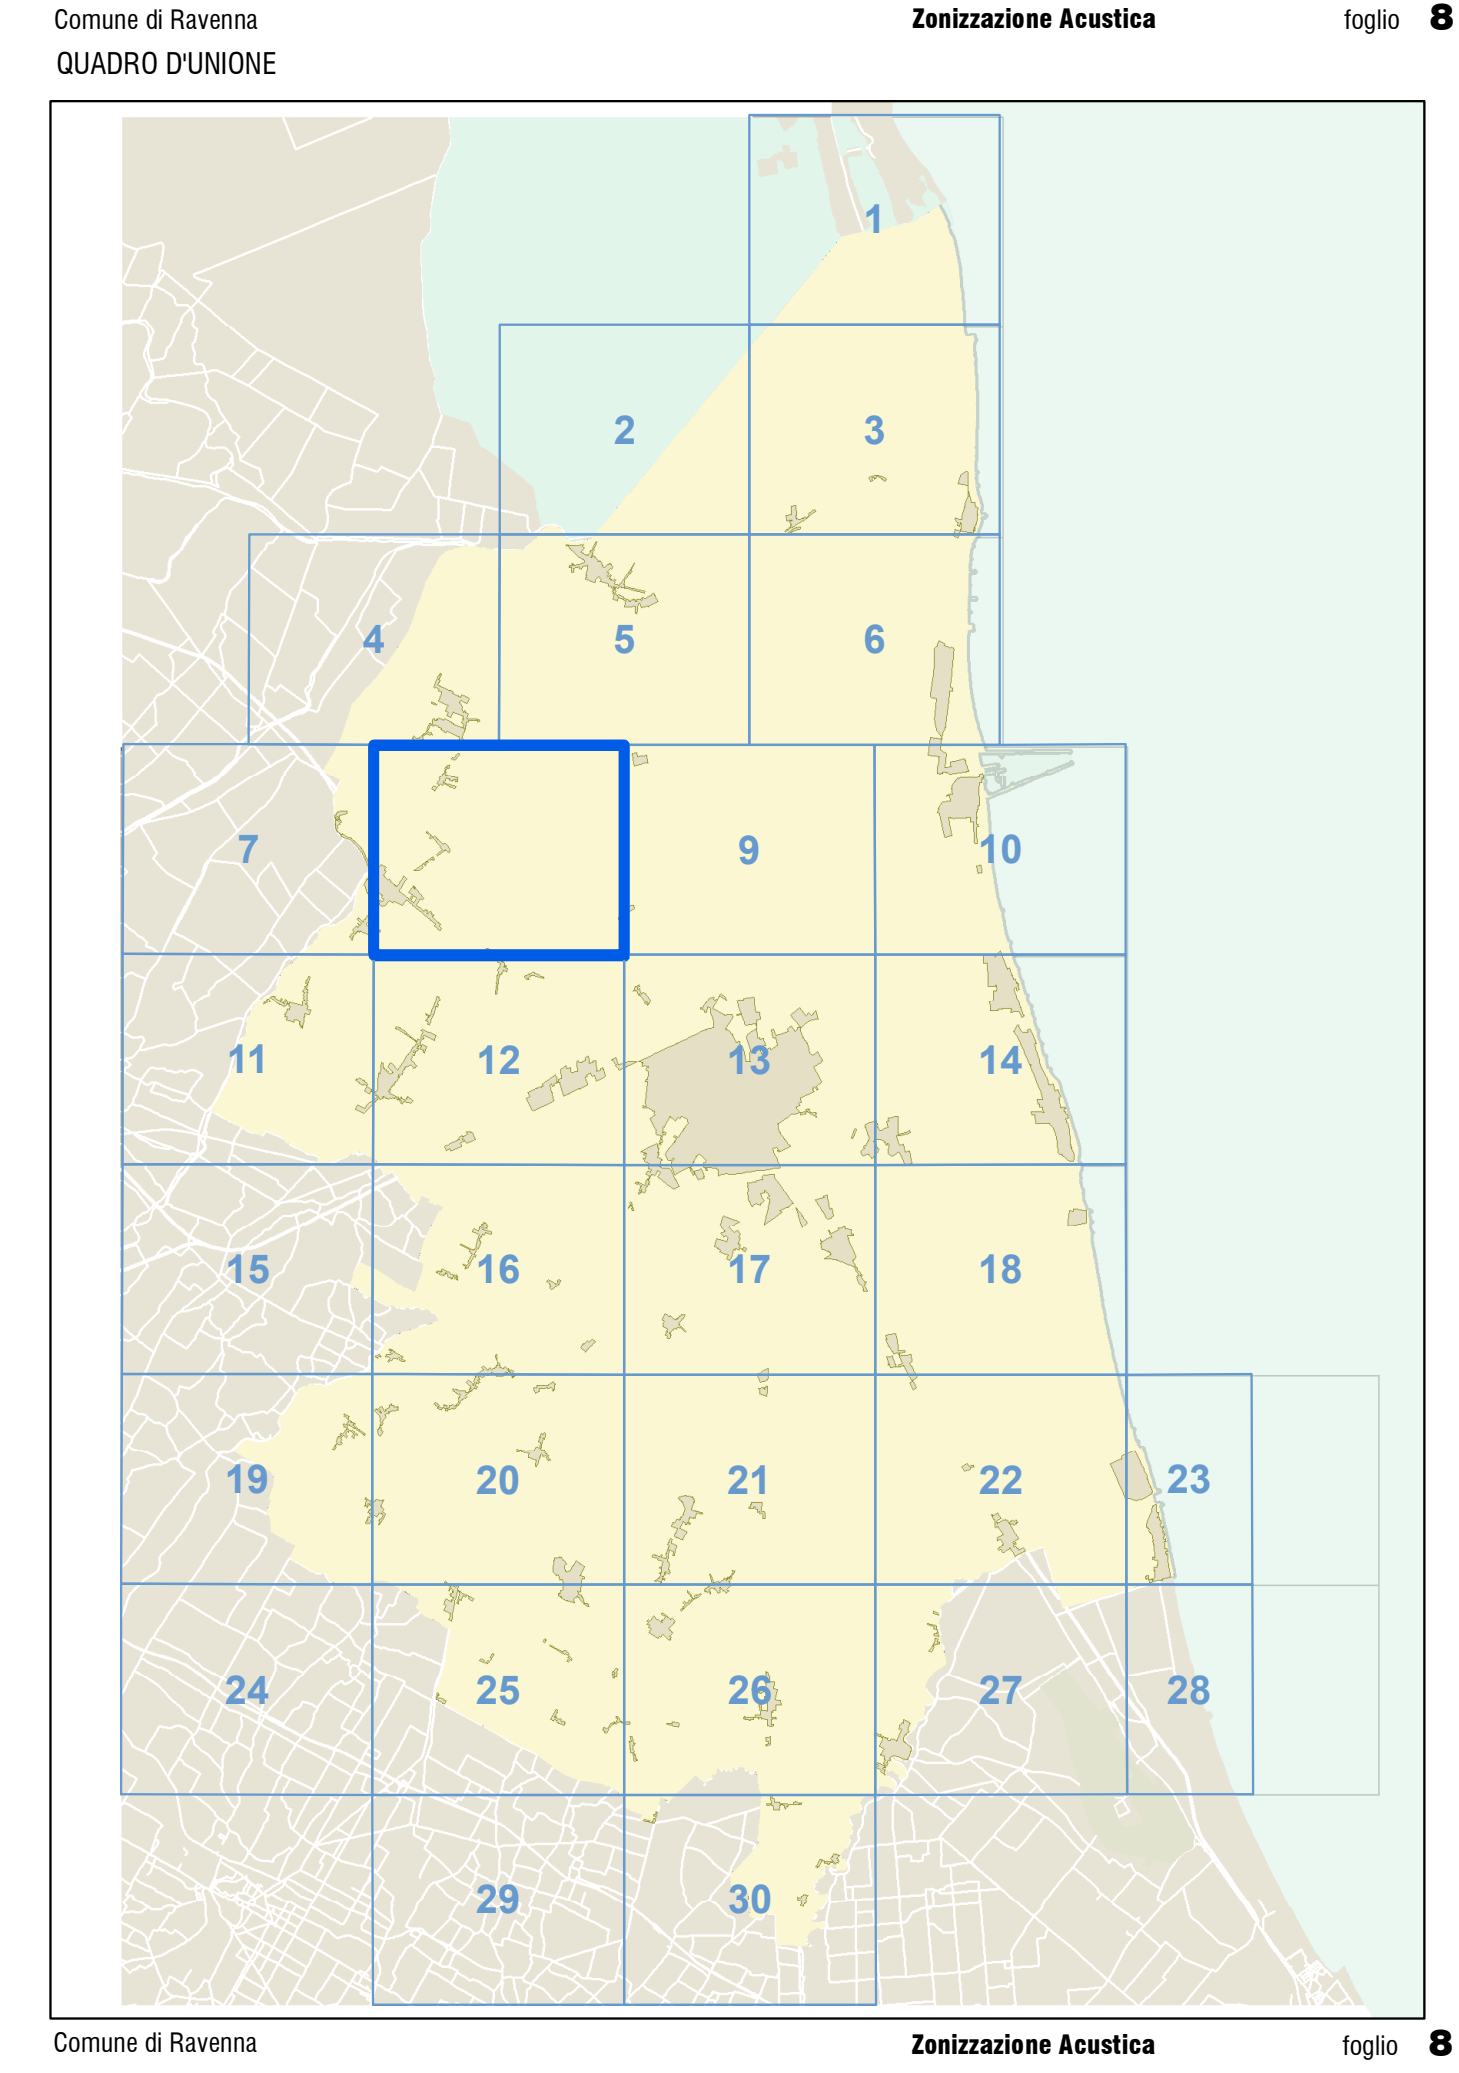 Comune di Ravenna Zonizzazione Acustica foglio 8
QUADRO D'UNIONE
1
2 3
4 5 6
7 9 10
11 12 13 14
15 16 17 18
19 20 21 22 23
24 25 26 27 28
29 30
Comune di Ravenna Zonizzazione Acustica foglio 8